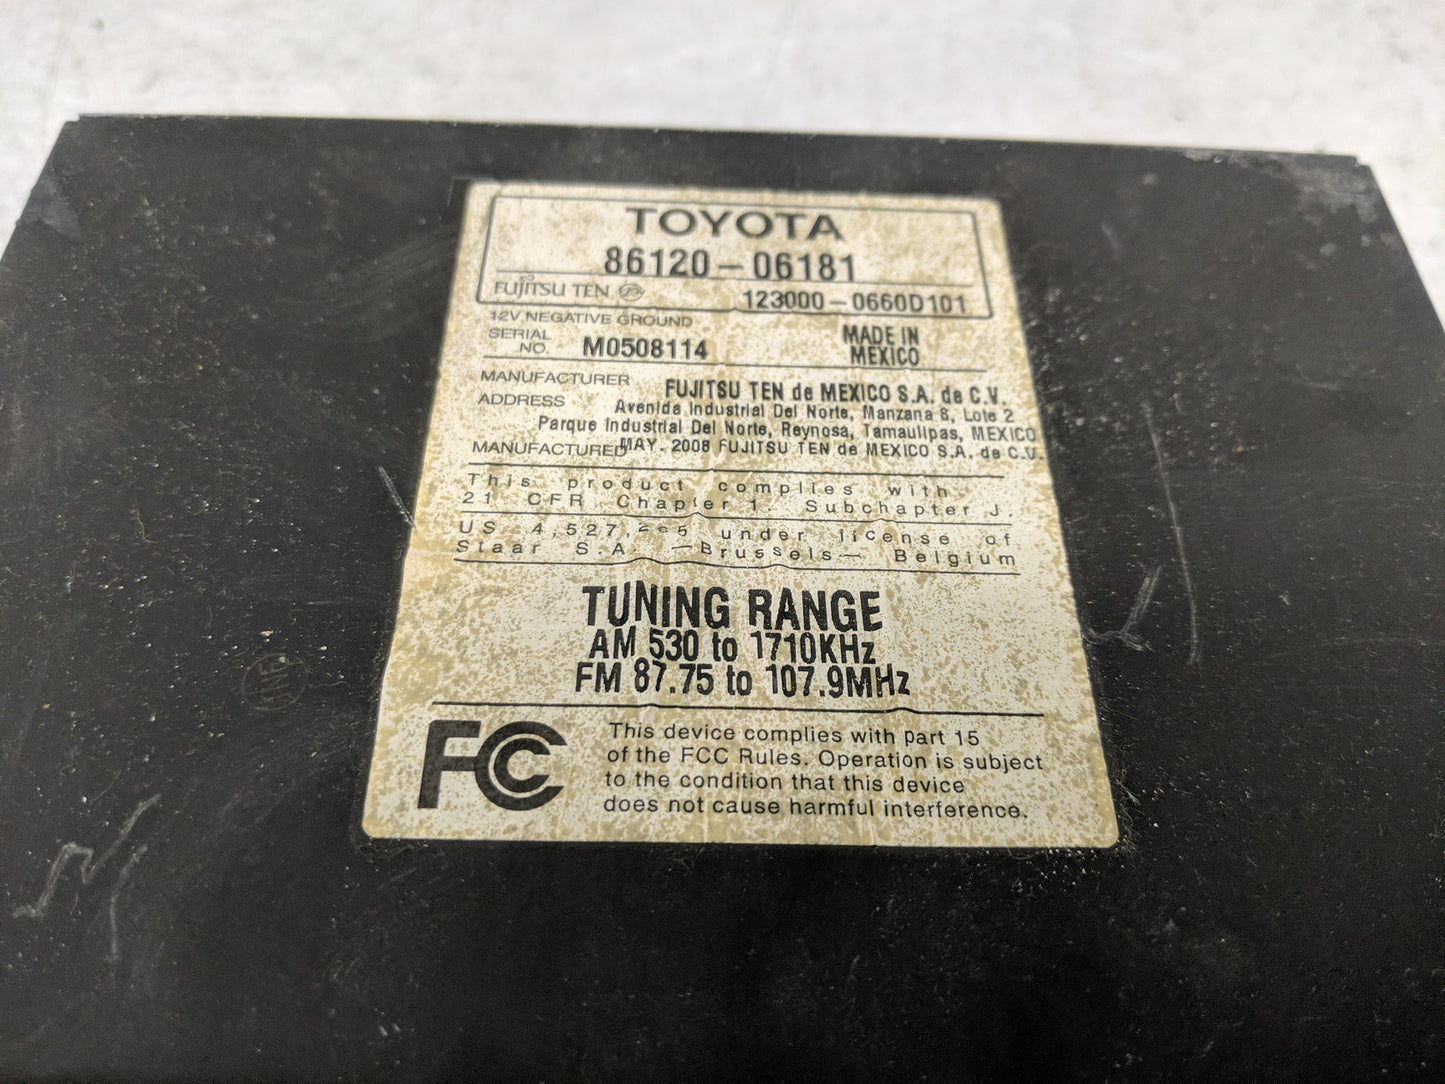 TOYOTA
86120-06181
FUJITSU TEN
123000-0660D101
12V NEGATIVE GROUND
SERIAL NO. M0508114
MADE IN
MEXICO
MANUFACTURER FUJITSU TEN de MEXICO S.A. de C.V.
ADDRESS Avenida Industrial Del Norte, Manzana 8, Lote 2
Parque Industrial Del Norte, Reynosa, Tamaulipas, MEXICO
MANUFACTURED MAY. 2008 FUJITSU TEN de MEXICO S.A. de C.V.
This product complies with
21 CFR Chapter 1. Subchapter J.
US under license of
Staar S.A. -Brussels- Belgium
TUNING RANGE
AM 530 to 1710KHz
FM 87.75 to 107.9MHz
FC
This device complies with part 15
of the FCC Rules. Operation is subject
to the condition that this device
does not cause harmful interference.